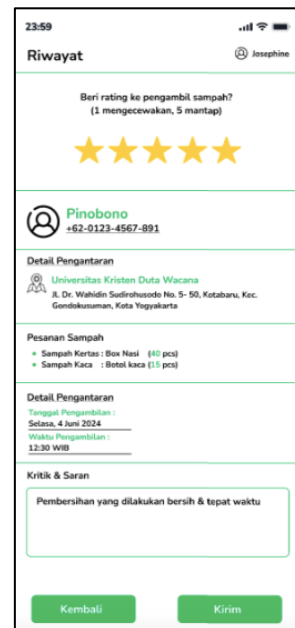 23:59
Riwayat
Josephine
Beri rating ke pengambil sampah?
(1 mengecewakan, 5 mantap)
Pinobono
+62-0123-4567-891
Detail Pengantaran
Universitas Kristen Duta Wacana
Jl. Dr. Wahidin Sudirohusodo No. 5- 50, Kotabaru, Kec.
Gondokusuman, Kota Yogyakarta
Pesanan Sampah
Sampah Kertas : Box Nasi (40 pcs)
Sampah Kaca : Botol kaca (15 pcs)
Detail Pengantaran
Tanggal Pengambilan :
Selasa, 4 Juni 2024
Waktu Pengambilan :
12:30 WIB
Kritik & Saran
Pembersihan yang dilakukan bersih & tepat waktu
Kembali
Kirim